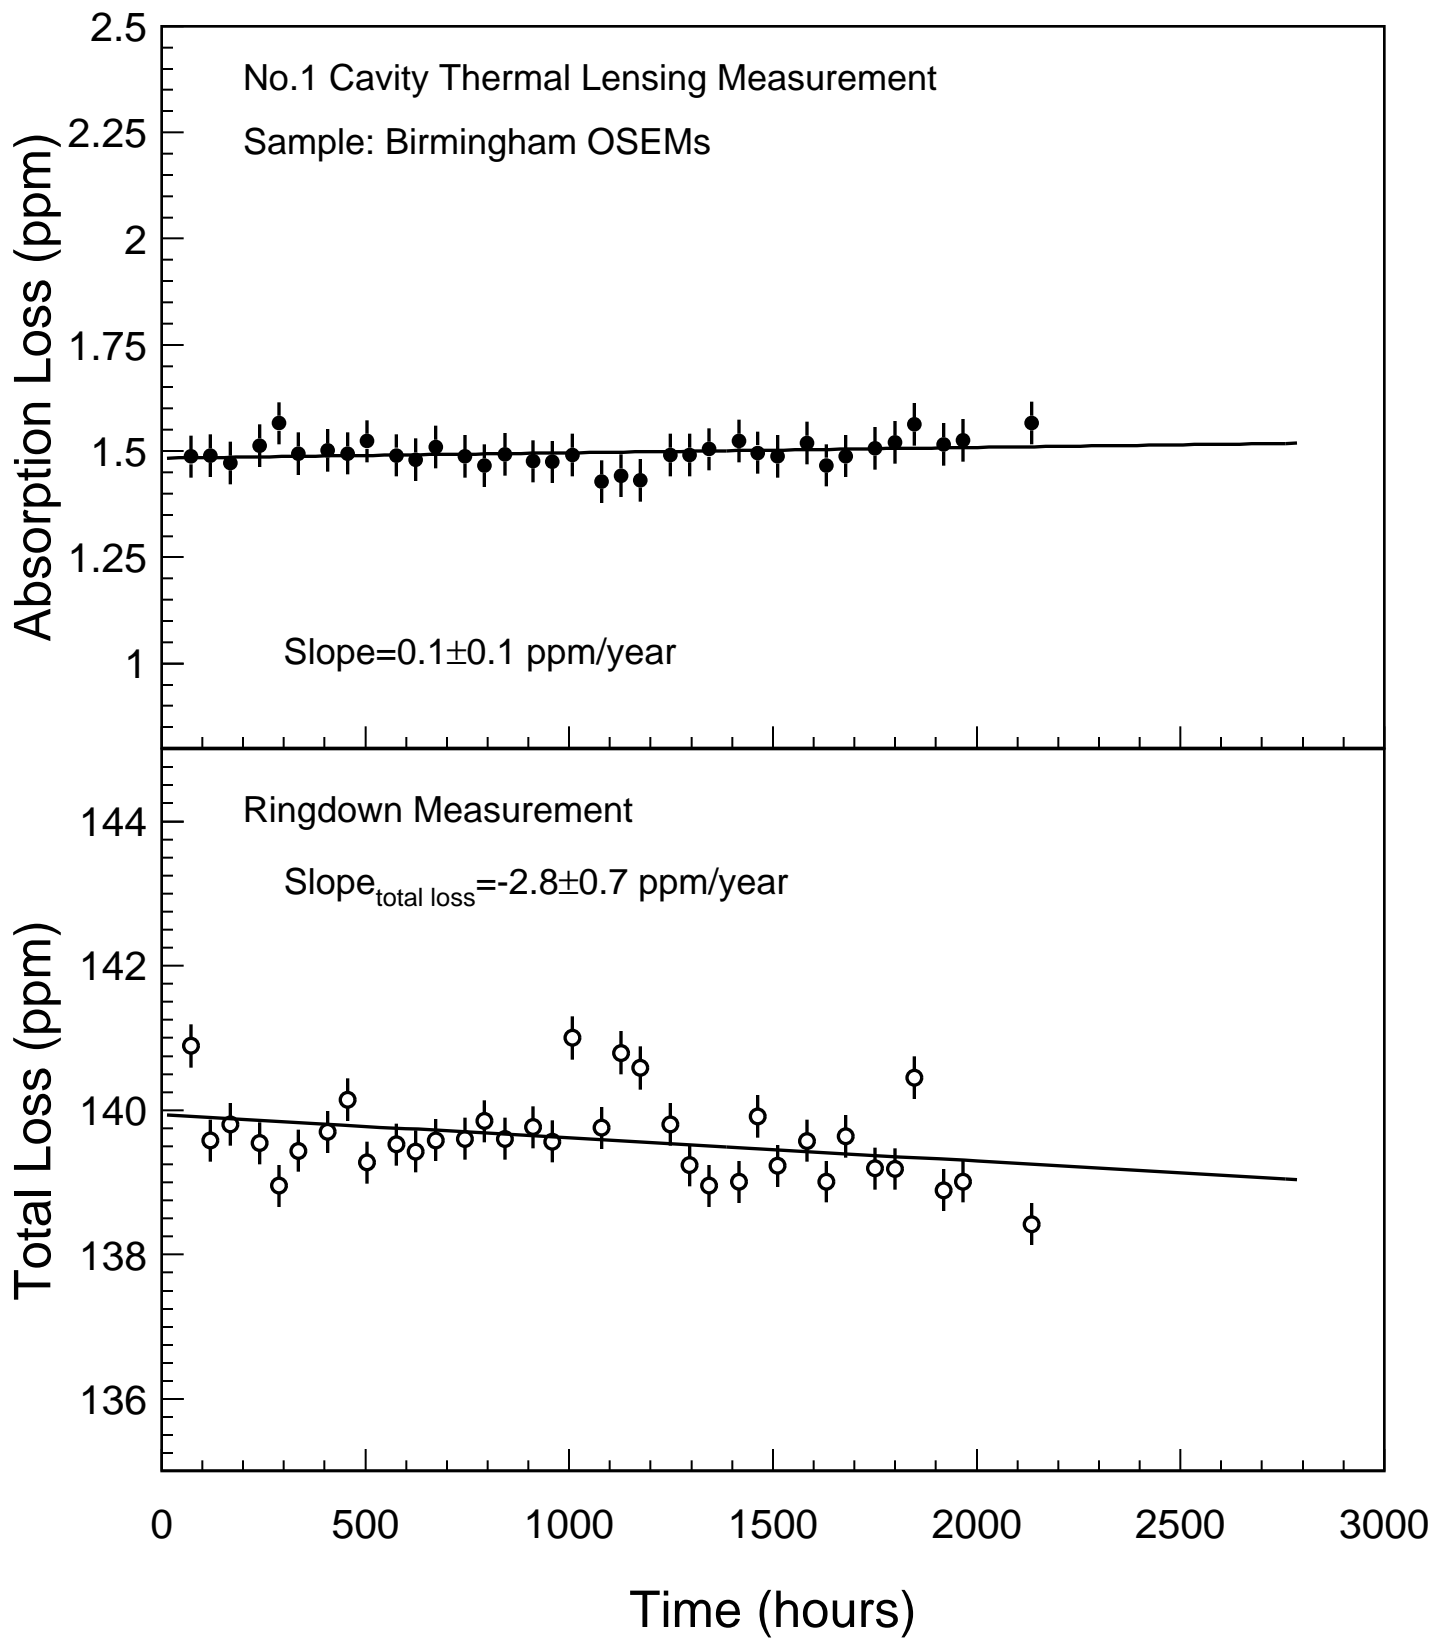 2.5
No.1 Cavity Thermal Lensing Measurement
2.25
Sample: Birmingham OSEMs
2
1.75
1.5
1.25
Slope=0.1±0.1 ppm/year
1
Absorption Loss (ppm)
Ringdown Measurement
144
Slopetotal loss=-2.8±0.7 ppm/year
142
140
138
136
Total Loss (ppm)
0 500 1000 1500 2000 2500 3000
Time (hours)